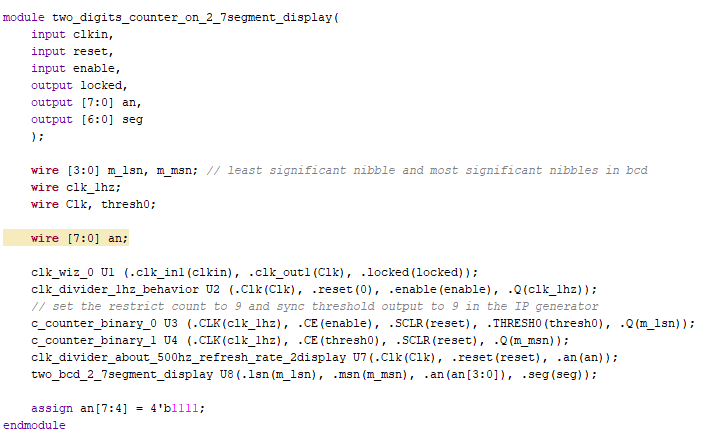 module two_digits_counter_on_2_7segment_display(
    input clkin,
    input reset,
    input enable,
    output locked,
    output [7:0] an,
    output [6:0] seg
    );

    wire [3:0] m_lsn, m_msn; // least significant nibble and most significant nibbles in bcd
    wire clk_1hz;
    wire Clk, thresh0;

    wire [7:0] an;

    clk_wiz_0 U1 (.clk_in1(clkin), .clk_out1(Clk), .locked(locked));
    clk_divider_1hz_behavior U2 (.Clk(Clk), .reset(0), .enable(enable), .Q(clk_1hz));
    // set the restrict count to 9 and sync threshold output to 9 in the IP generator
    c_counter_binary_0 U3 (.CLK(clk_1hz), .CE(enable), .SCLR(reset), .THRESH0(thresh0), .Q(m_lsn));
    c_counter_binary_1 U4 (.CLK(clk_1hz), .CE(thresh0), .SCLR(reset), .Q(m_msn));
    clk_divider_about_500hz_refresh_rate_2display U7(.Clk(Clk), .reset(reset), .an(an));
    two_bcd_2_7segment_display U8(.lsn(m_lsn), .msn(m_msn), .an(an[3:0]), .seg(seg));

    assign an[7:4] = 4'b1111;
endmodule